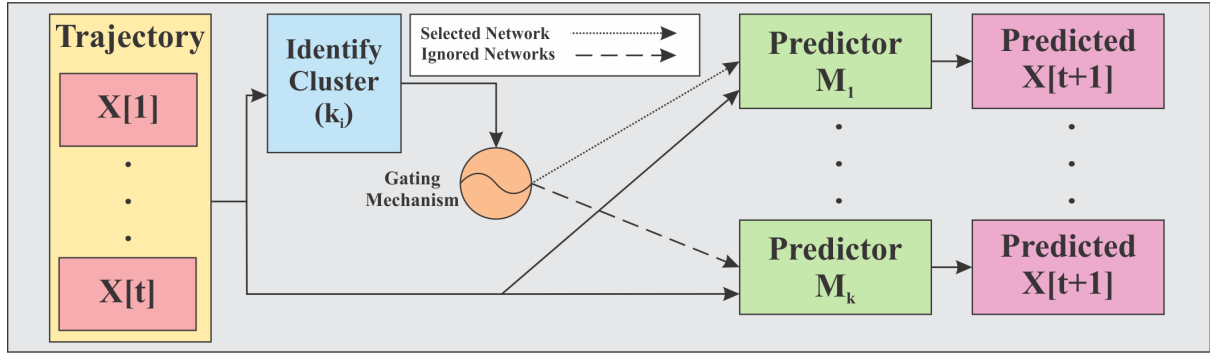 Trajectory
X[1]
X[t]
Identify
Cluster
(kᵢ)
Selected Network
Ignored Networks
Gating
Mechanism
Predictor
M₁
Predicted
X[t+1]
Predictor
Mₖ
Predicted
X[t+1]